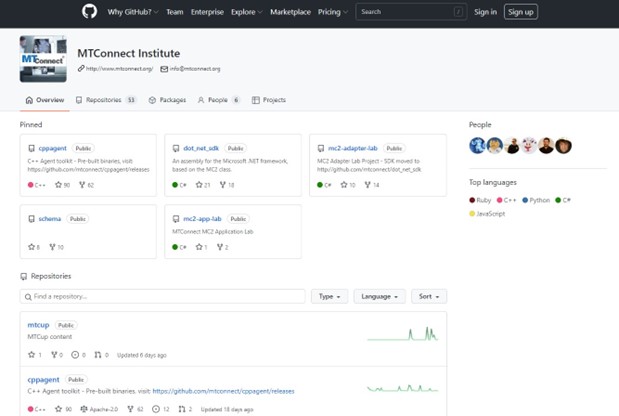 Why GitHub? Team Enterprise Explore Marketplace Pricing Search / Sign in Sign up
MTConnect
MTConnect Institute
http://www.mtconnect.org/ info@mtconnect.org
Overview Repositories 53 Packages People 6 Projects
Pinned
cppagent Public
C++ Agent toolkit - Pre-built binaries, visit
https://github.com/mtconnect/cppagent/releases
C++ 90 62
dot_net_sdk Public
An assembly for the Microsoft .NET framework,
based on the MC2 class.
C# 21 18
mc2-adapter-lab Public
MC2 Adapter Lab Project - SDK moved to
http://github.com/mtconnect/dot_net_sdk
C# 10 14
schema Public
8 10
mc2-app-lab Public
MTConnect MC2 Application Lab
C# 1 2
People
Top languages
Ruby C++ Python C#
JavaScript
Repositories
Find a repository... Type Language Sort
mtcup Public
MTCup content
1 0 0 0 Updated 6 days ago
cppagent Public
C++ Agent toolkit - Pre-built binaries. visit: https://github.com/mtconnect/cppagent/releases
C++ 90 Apache-2.0 62 12 2 Updated 18 days ago